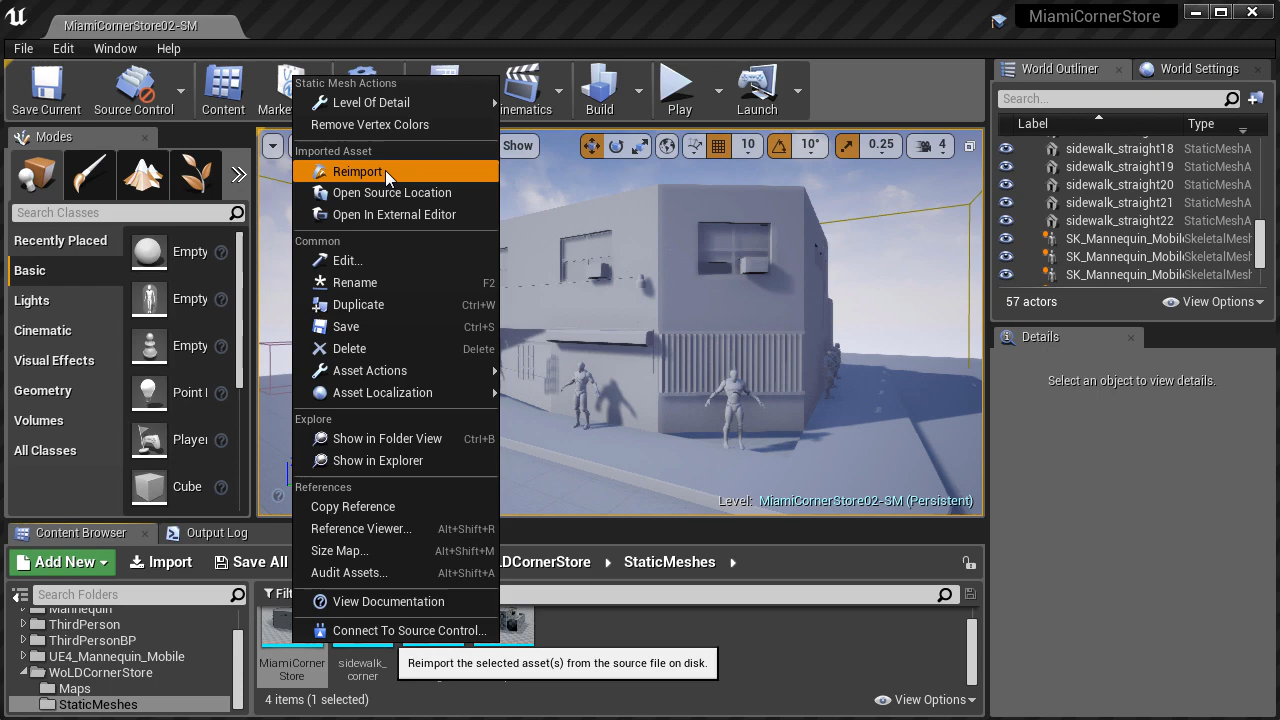 MiamiCornerStore02-SM
MiamiCornerStore
File Edit Window Help
Save Current
Source Control
Content
Build
Play
Launch
Modes
Search Classes
Recently Placed
Basic
Lights
Cinematic
Visual Effects
Geometry
Volumes
All Classes
Empty
Empty
Empty
Point
Player
Cube
Static Mesh Actions
Level Of Detail
Remove Vertex Colors
Imported Asset
Reimport
Open Source Location
Open In External Editor
Common
Edit...
Rename F2
Duplicate Ctrl+W
Save Ctrl+S
Delete Delete
Asset Actions
Asset Localization
Explore
Show in Folder View Ctrl+B
Show in Explorer
References
Copy Reference
Reference Viewer... Alt+Shift+R
Size Map... Alt+Shift+M
Audit Assets... Alt+Shift+A
View Documentation
Connect To Source Control...
Reimport the selected asset(s) from the source file on disk.
Show
10
10°
0.25
4
Level: MiamiCornerStore02-SM (Persistent)
World Outliner
World Settings
Search...
Label Type
sidewalk_straight18 StaticMeshA
sidewalk_straight19 StaticMeshA
sidewalk_straight20 StaticMeshA
sidewalk_straight21 StaticMeshA
sidewalk_straight22 StaticMeshA
SK_Mannequin_Mobil SkeletalMesh
SK_Mannequin_Mobil SkeletalMesh
SK_Mannequin_Mobil SkeletalMesh
57 actors
View Options
Details
Select an object to view details.
Content Browser
Output Log
Add New
Import
Save All
StaticMeshes
Search Folders
Mannequin
ThirdPerson
ThirdPersonBP
UE4_Mannequin_Mobile
WoLDCornerStore
Maps
StaticMeshes
MiamiCorner
Store
sidewalk_
corner
4 items (1 selected)
View Options